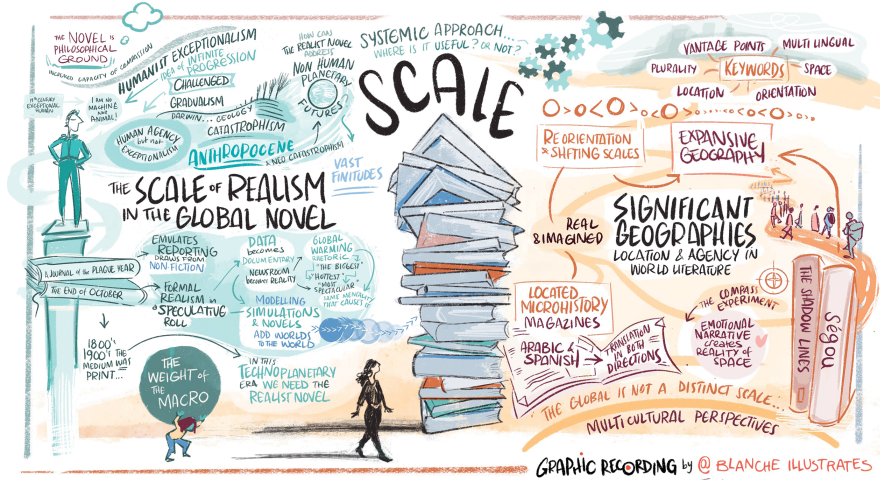 THE NOVEL IS
PHILOSOPHICAL
GROUND
INCREASED CAPACITY OF COMPASSION
HUMANIST EXCEPTIONALISM
IDEA OF INFINITE
PROGRESSION
CHALLENGED
GRADUALISM
DARWIN... GEOLOGY
CATASTROPHISM
HUMAN AGENCY
but not
EXCEPTIONALISM
ANTHROPOCENE
& NEO CATASTROPHISM
19th CENTURY
EXCEPTIONAL
HUMAN
I AM NO
MACHINE
NOR
ANIMAL!
HOW CAN
THE REALIST NOVEL
ADDRESS
NON HUMAN
PLANETARY
FUTURES
VAST
FINITUDES
SYSTEMIC APPROACH...
WHERE IS IT USEFUL? OR NOT?
SCALE
THE SCALE OF REALISM
IN THE GLOBAL NOVEL
A JOURNAL OF THE PLAGUE YEAR
THE END OF OCTOBER
EMULATES
REPORTING
DRAWS FROM
NON-FICTION
FORMAL
REALISM in
a SPECULATIVE
ROLL
DATA
becomes
DOCUMENTARY
NEWSROOM
become REALITY
GLOBAL
WARMING
RHETORIC
"THE BIGGEST"
"HOTTEST"
"MOST
SPECTACULAR"
SAME MENTALITY
THAT CAUSED IT
MODELLING
SIMULATIONS
& NOVELS
ADD WORLDS
TO THE WORLD
1800's
1900's THE
MEDIUM WAS
PRINT...
THE
WEIGHT OF
THE
MACRO
IN THIS
TECHNOPLANETARY
ERA WE NEED THE
REALIST NOVEL
VANTAGE POINTS
MULTI LINGUAL
PLURALITY
KEYWORDS
SPACE
LOCATION
ORIENTATION
REORIENTATION
* SHIFTING SCALES
EXPANSIVE
GEOGRAPHY
REAL
& IMAGINED
SIGNIFICANT
GEOGRAPHIES
LOCATION & AGENCY IN
WORLD LITERATURE
LOCATED
MICROHISTORY
MAGAZINES
ARABIC &
SPANISH
TRANSLATION
IN BOTH
DIRECTIONS
THE COMPASS
EXPERIMENT
EMOTIONAL
NARRATIVE
creates
REALITY of
SPACE
THE SHADOW LINES
Ségou
'THE GLOBAL IS NOT A DISTINCT SCALE...'
MULTICULTURAL PERSPECTIVES
GRAPHIC RECORDING by @ BLANCHE ILLUSTRATES